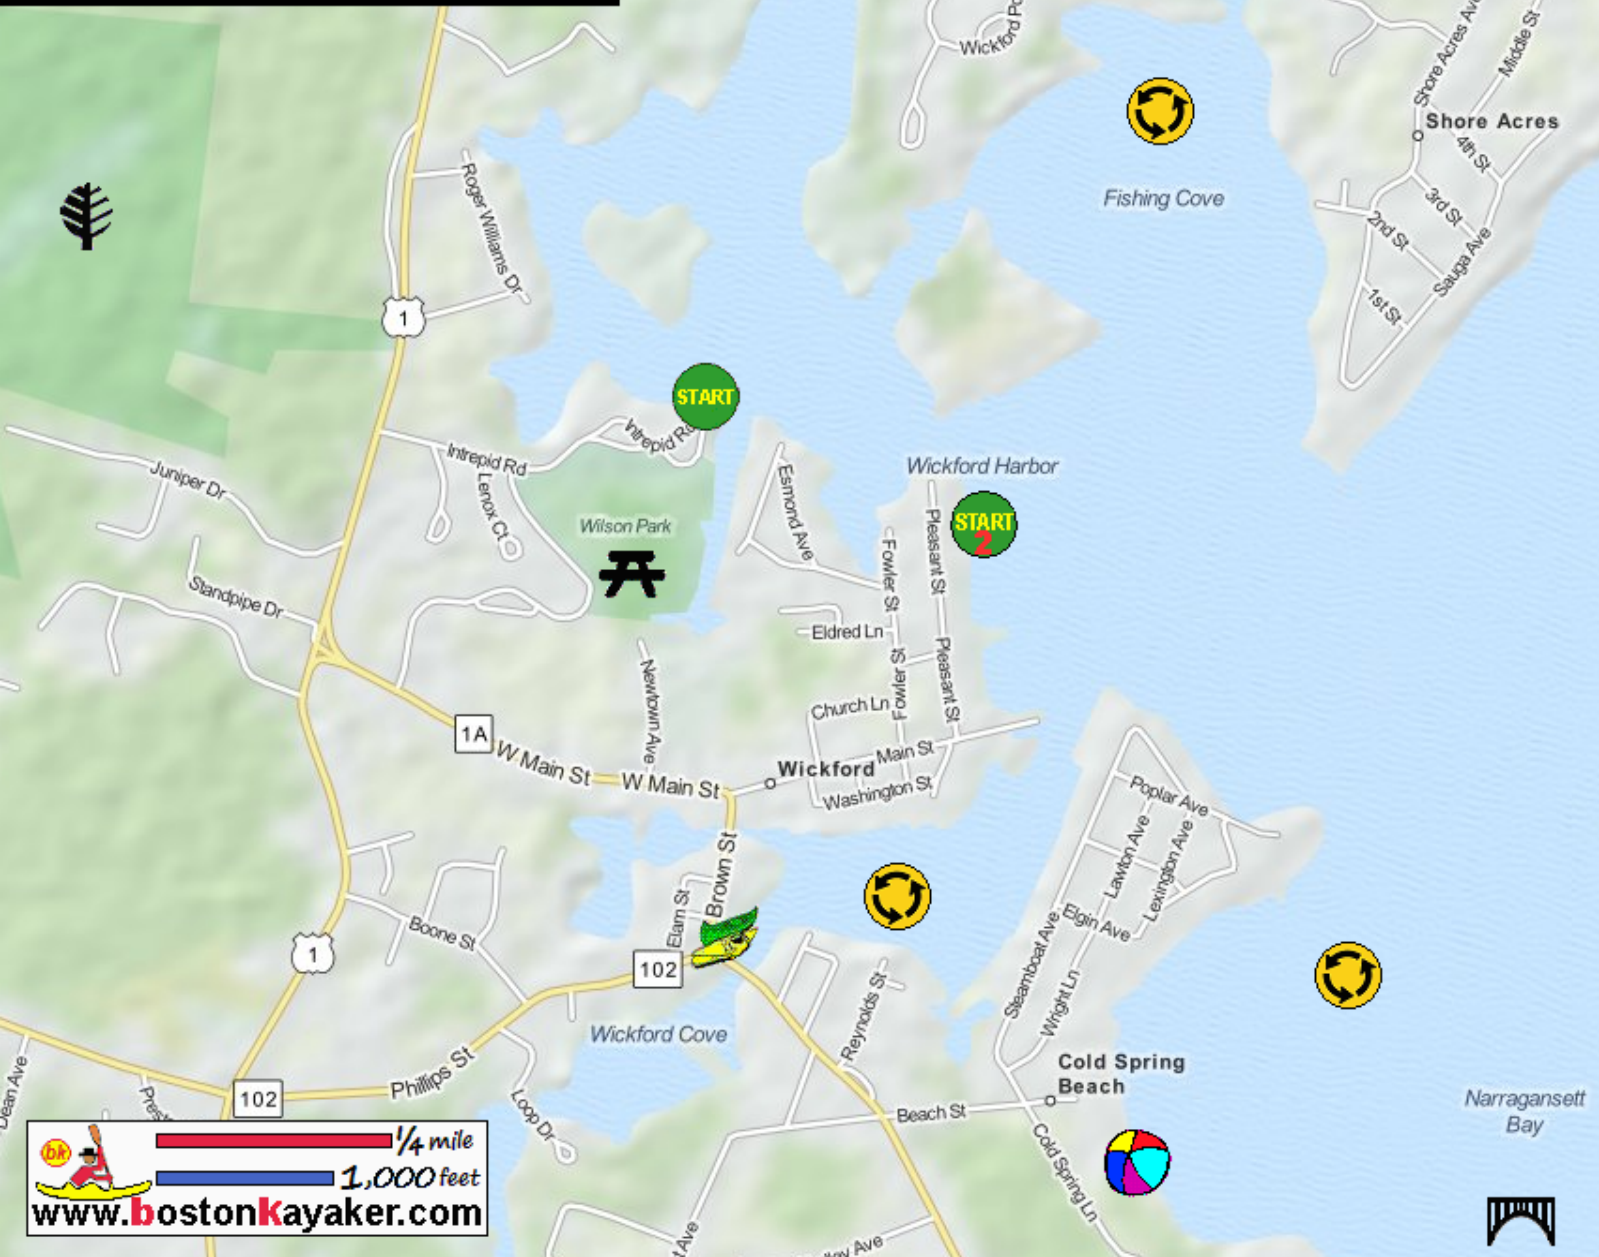 Wickford
Shore Acres Av
Middle St
Shore Acres
4th St
Roger Williams Dr
Fishing Cove
3rd St
2nd St
Sauga Ave
1st St
1
START
Intrepid Rd
Intrepid Rd
Wickford Harbor
Juniper Dr
Lenox Ct
Esmond Ave
Wilson Park
START
2
Pleasant St
Fowler St
Standpipe Dr
Eldred Ln
Pleasant St
Fowler St
Newtown Ave
Church Ln
1A
W Main St
W Main St
Wickford
Main St
Washington St
Poplar Ave
Brown St
Lawton Ave
Lexington Ave
Elam St
Elgin Ave
Boone St
1
102
Steamboat Ave
Wright Ln
Reynolds St
Wickford Cove
Cold Spring
Beach
Phillips St
102
Dean Ave
Loop Dr
Beach St
Narragansett
Bay
Cold Spring Ln
bk
1/4 mile
1,000 feet
www.bostonkayaker.com
Ave